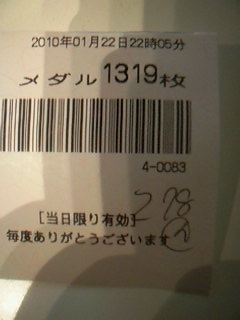 2010年01月22日22時05分
メダル1319枚
4-0083
278
[当日限り有効]
毎度ありがとうございます